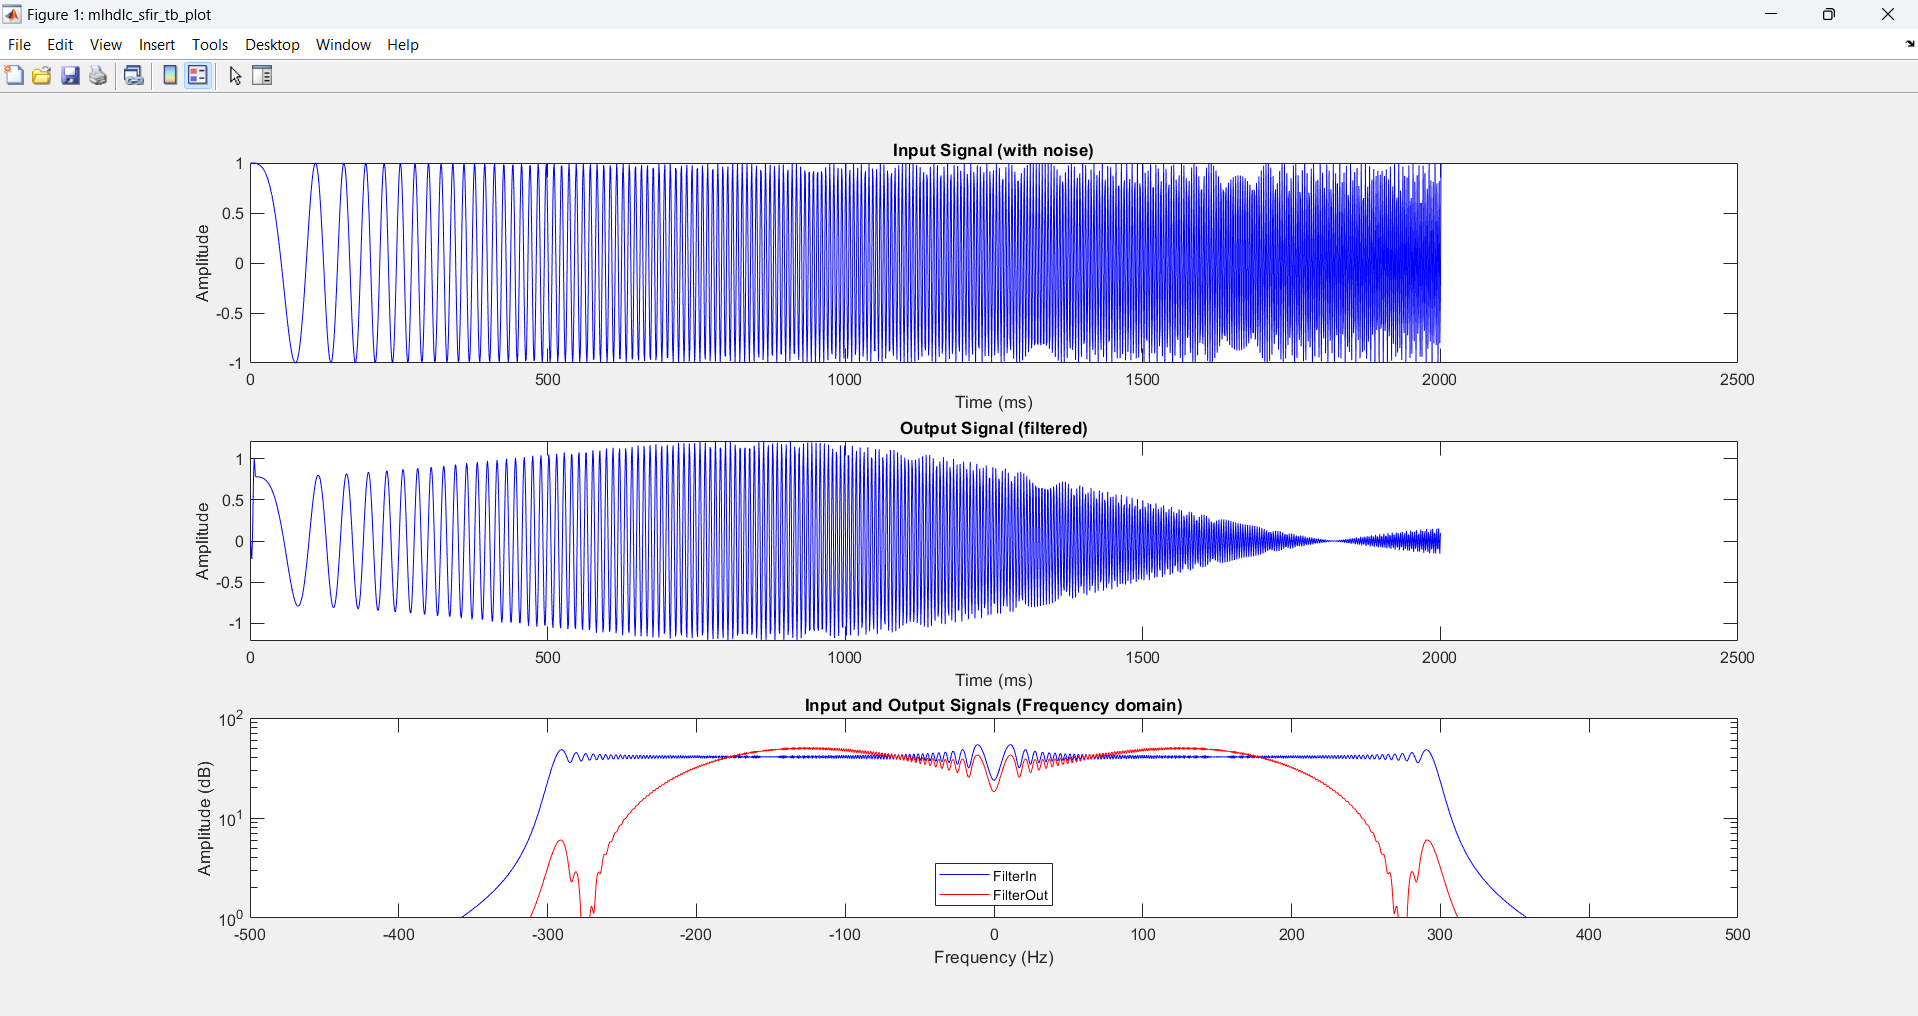 Figure 1: mlhdlc_sfir_tb_plot
File Edit View Insert Tools Desktop Window Help
Input Signal (with noise)
1
0.5
0
-0.5
-1
Amplitude
0 500 1000 1500 2000 2500
Time (ms)
Output Signal (filtered)
1
0.5
0
-0.5
-1
Amplitude
0 500 1000 1500 2000 2500
Time (ms)
Input and Output Signals (Frequency domain)
10^2
10^1
10^0
Amplitude (dB)
FilterIn
FilterOut
-500 -400 -300 -200 -100 0 100 200 300 400 500
Frequency (Hz)